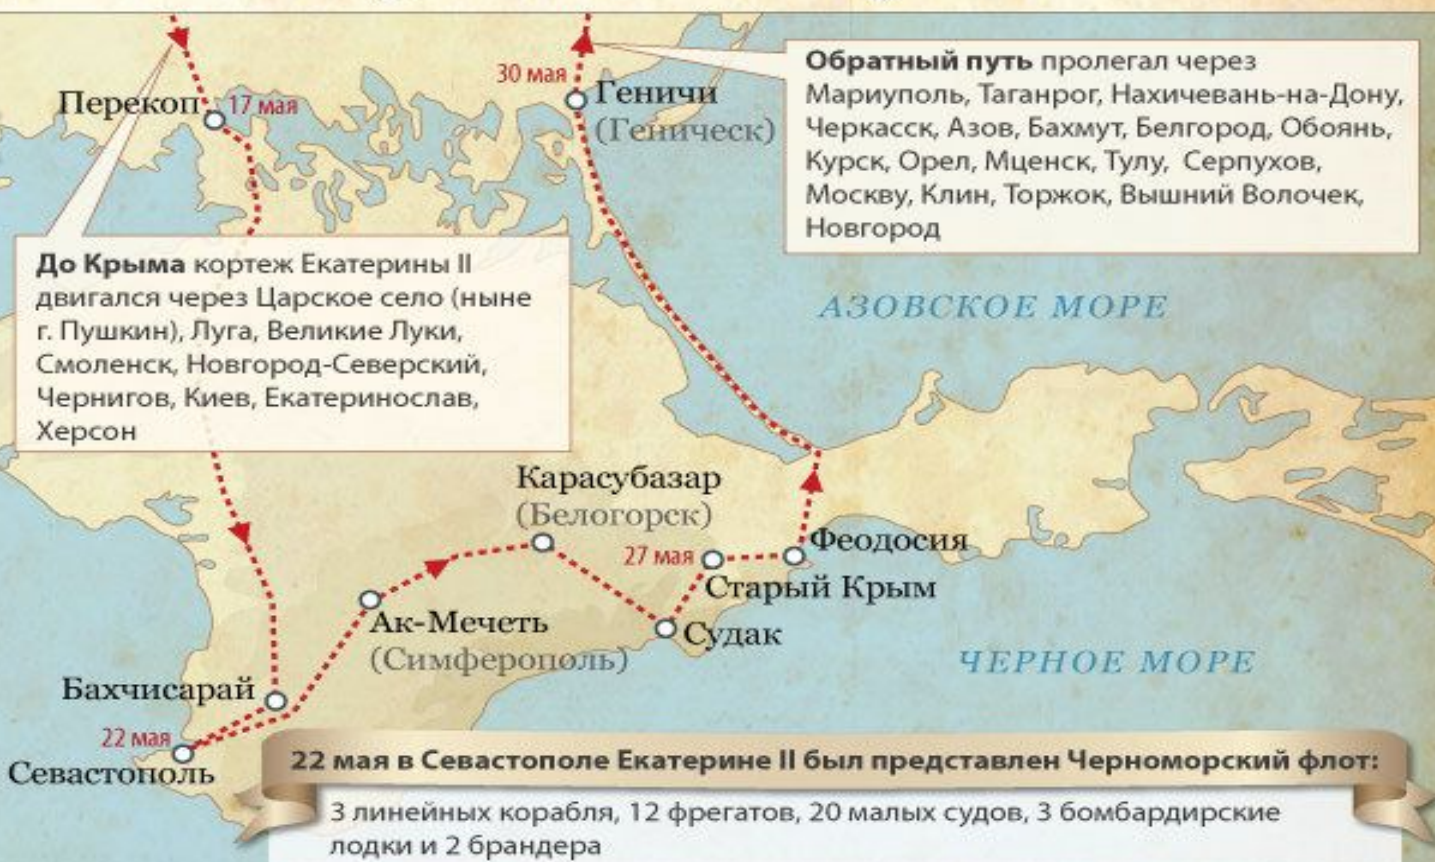 30 мая
Геничи
(Геническ)
Перекоп
17 мая
Обратный путь пролегал через
Мариуполь, Таганрог, Нахичевань-на-Дону,
Черкасск, Азов, Бахмут, Белгород, Обоянь,
Курск, Орел, Мценск, Тулу, Серпухов,
Москву, Клин, Торжок, Вышний Волочек,
Новгород
До Крыма кортеж Екатерины II
двигался через Царское село (ныне
г. Пушкин), Луга, Великие Луки,
Смоленск, Новгород-Северский,
Чернигов, Киев, Екатеринослав,
Херсон
АЗОВСКОЕ МОРЕ
Карасубазар
(Белогорск)
27 мая
Феодосия
Старый Крым
Ак-Мечеть
(Симферополь)
Судак
ЧЕРНОЕ МОРЕ
Бахчисарай
22 мая
Севастополь
22 мая в Севастополе Екатерине II был представлен Черноморский флот:
3 линейных корабля, 12 фрегатов, 20 малых судов, 3 бомбардирские
лодки и 2 брандера